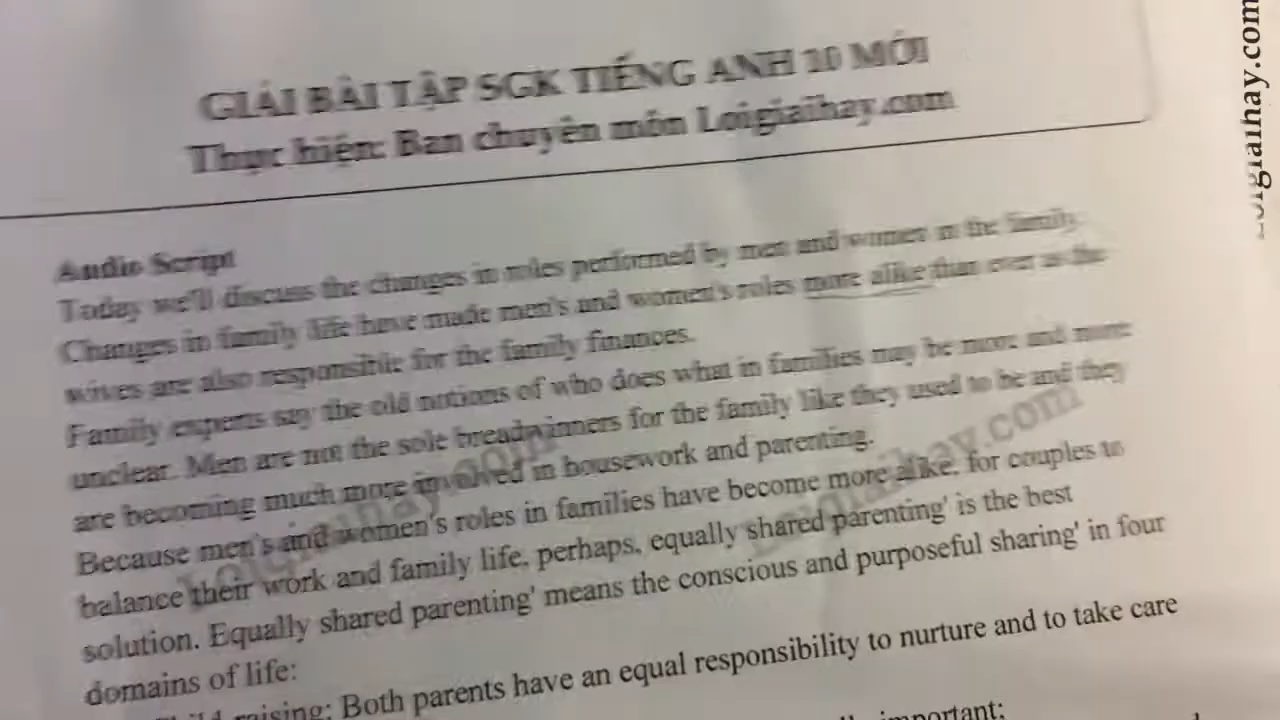 GIẢI BÀI TẬP SGK TIẾNG ANH 10 MỚI
Thực hiện: Ban chuyên môn Loigiaihay.com
Loigiaihay.com
Audio Script
Today we'll discuss the changes in roles performed by men and women in the family.
Changes in family life have made men's and women's roles more alike than ever as the
wives are also responsible for the family finances.
Family experts say the old notions of who does what in families may be more and more
unclear. Men are not the sole breadwinners for the family like they used to be and they
are becoming much more involved in housework and parenting.
Because men's and women's roles in families have become more alike, for couples to
balance their work and family life, perhaps, equally shared parenting' is the best
solution. Equally shared parenting' means the conscious and purposeful sharing' in four
domains of life:
raising: Both parents have an equal responsibility to nurture and to take care
important:
Loigiaihay.com
Loigiaihay.com